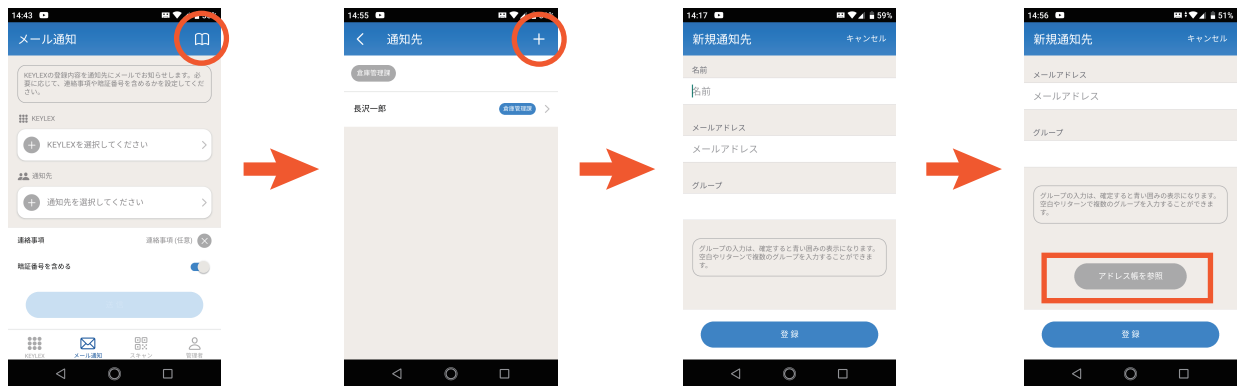 14:43
メール通知
KEYLEXの登録内容を通知先にメールでお知らせします。必
要に応じて、連絡事項や暗証番号を含めるかを設定してくだ
さい。
KEYLEX
KEYLEXを選択してください
通知先
通知先を選択してください
連絡事項
連絡事項 (任意)
暗証番号を含める
KEYLEX
メール通知
スキャン
管理者
14:55
通知先
倉庫管理課
長沢一郎
倉庫管理課
14:17
59%
新規通知先
キャンセル
名前
名前
メールアドレス
メールアドレス
グループ
グループの入力は、確定すると青い囲みの表示になります。
空白やリターンで複数のグループを入力することができま
す。
登録
14:56
51%
新規通知先
キャンセル
メールアドレス
メールアドレス
グループ
グループの入力は、確定すると青い囲みの表示になります。
空白やリターンで複数のグループを入力することができま
す。
アドレス帳を参照
登録